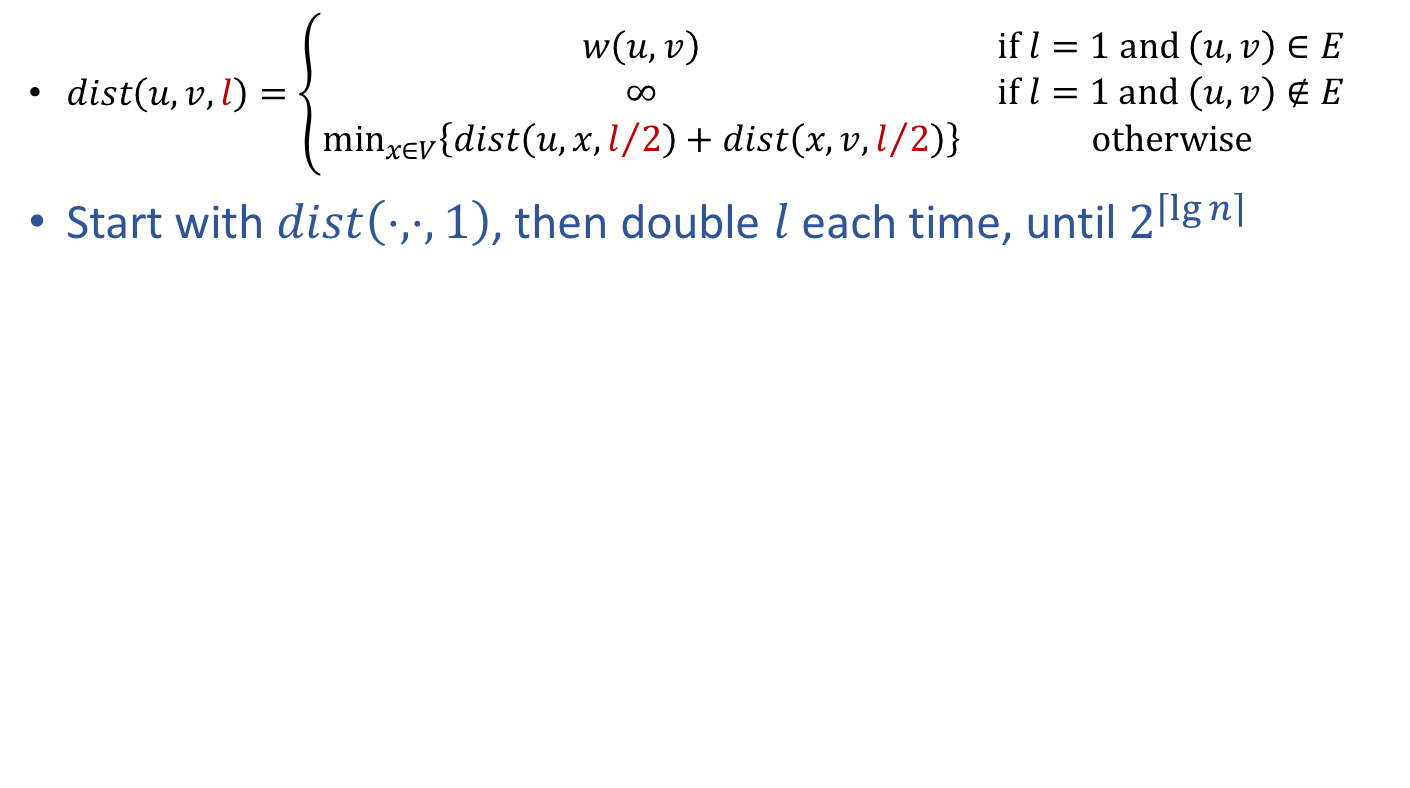 w(u, v) if l = 1 and (u, v) ∈ E
• dist(u, v, l) = { ∞ if l = 1 and (u, v) ∉ E
min_{x∈V}{dist(u, x, l/2) + dist(x, v, l/2)} otherwise
• Start with dist(·,·, 1), then double l each time, until 2^{⌈lg n⌉}